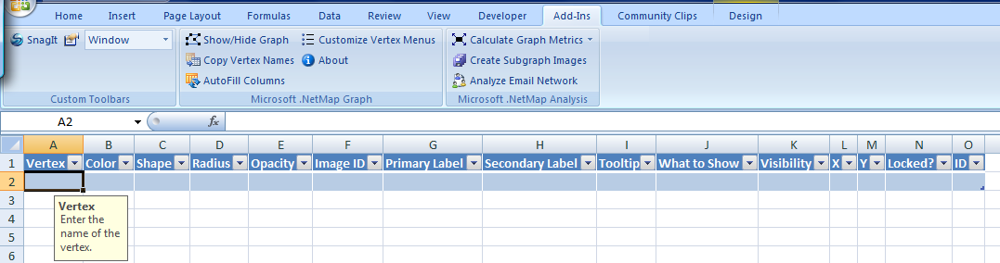 Home Insert Page Layout Formulas Data Review View Developer Add-Ins Community Clips Design
SnagIt Window
Show/Hide Graph Customize Vertex Menus
Copy Vertex Names About
AutoFill Columns
Calculate Graph Metrics
Create Subgraph Images
Analyze Email Network
Custom Toolbars Microsoft .NetMap Graph Microsoft .NetMap Analysis
A2 fx
A B C D E F G H I J K L M N O
1 Vertex Color Shape Radius Opacity Image ID Primary Label Secondary Label Tooltip What to Show Visibility X Y Locked? ID
2
3
4
5
6
Vertex
Enter the
name of the
vertex.